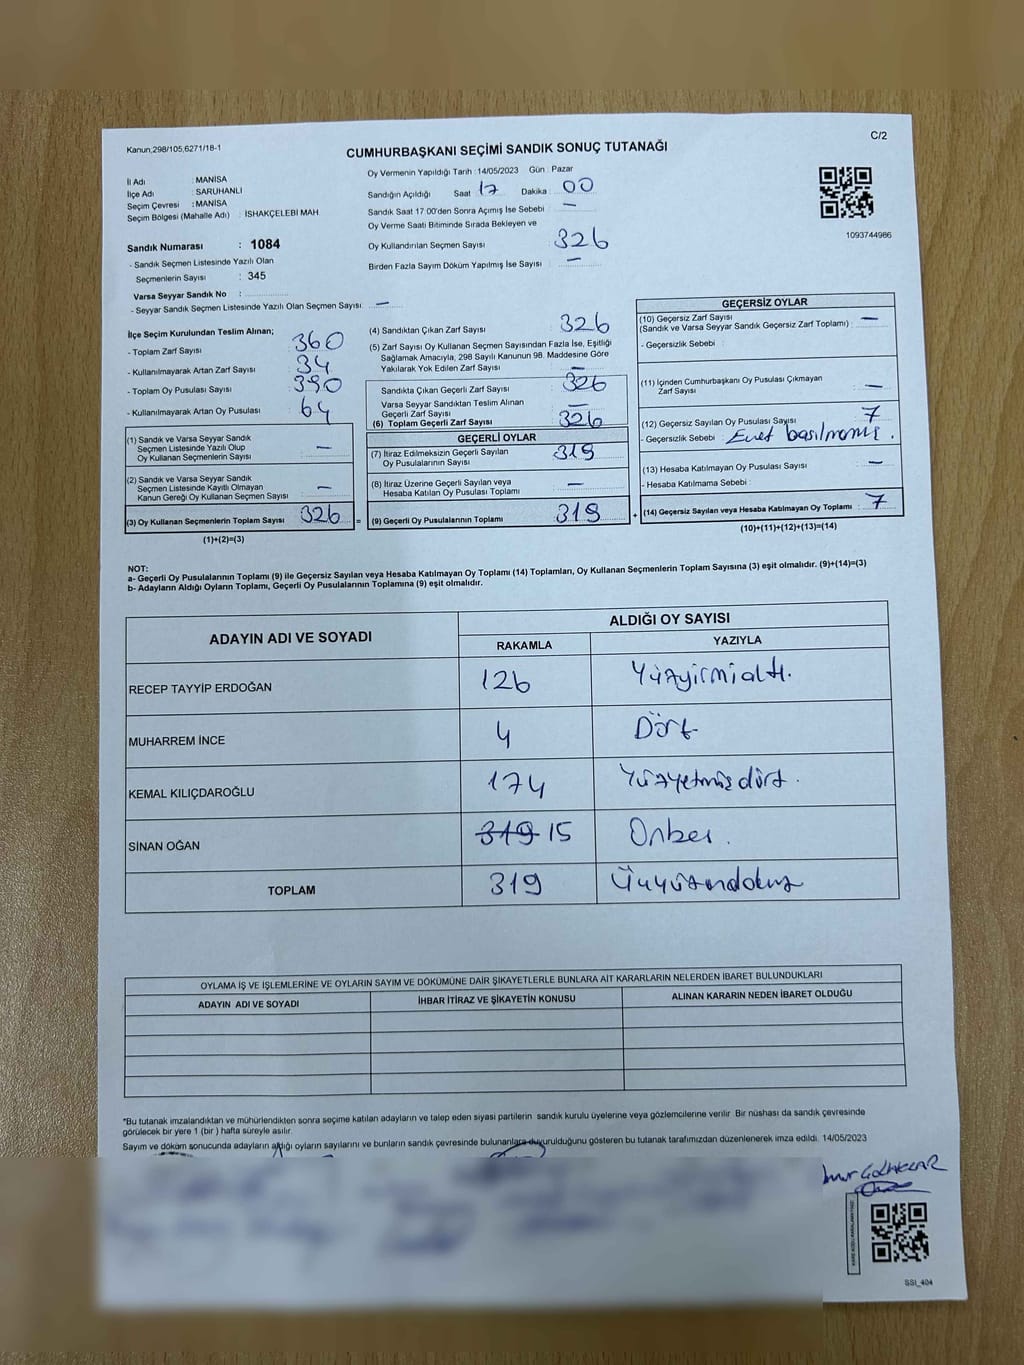 Kanun,298/105,6271/18-1
C/2
CUMHURBAŞKANI SEÇİMİ SANDIK SONUÇ TUTANAĞI
İl Adı : MANİSA
İlçe Adı : SARUHANLI
Seçim Çevresi : MANİSA
Seçim Bölgesi (Mahalle Adı) : İSHAKÇELEBİ MAH.
Sandık Numarası : 1084
- Sandık Seçmen Listesinde Yazılı Olan
Seçmenlerin Sayısı : 345
Varsa Seyyar Sandık No :
- Seyyar Sandık Seçmen Listesinde Yazılı Olan Seçmen Sayısı : —
Oy Vermenin Yapıldığı Tarih : 14/05/2023 Gün : Pazar
Sandığın Açıldığı Saat 17 Dakika : 00
Sandık Saat 17 00'den Sonra Açımış İse Sebebi : —
Oy Verme Saati Bitiminde Sırada Bekleyen ve
Oy Kullandırılan Seçmen Sayısı 326
Birden Fazla Sayım Döküm Yapılmış İse Sayısı : —
1093744986
İlçe Seçim Kurulundan Teslim Alınan;
- Toplam Zarf Sayısı : 360
- Kullanılmayarak Artan Zarf Sayısı : 34
- Toplam Oy Pusulası Sayısı : 390
- Kullanılmayarak Artan Oy Pusulası : 64
(1) Sandık ve Varsa Seyyar Sandık
Seçmen Listesinde Yazılı Olup
Oy Kullanan Seçmenlerin Sayısı : —
(2) Sandık ve Varsa Seyyar Sandık
Seçmen Listesinde Kayıtlı Olmayan
Kanun Gereği Oy Kullanan Seçmen Sayısı : —
(3) Oy Kullanan Seçmenlerin Toplam Sayısı : 326 =
(1)+(2)=(3)
(4) Sandıktan Çıkan Zarf Sayısı : 326
(5) Zarf Sayısı Oy Kullanan Seçmen Sayısından Fazla İse, Eşitliği
Sağlamak Amacıyla, 298 Sayılı Kanunun 98. Maddesine Göre
Yakılarak Yok Edilen Zarf Sayısı : —
Sandıkta Çıkan Geçerli Zarf Sayısı : 326
Varsa Seyyar Sandıktan Teslim Alınan
Geçerli Zarf Sayısı : —
(6) Toplam Geçerli Zarf Sayısı : 326
GEÇERLİ OYLAR
(7) İtiraz Edilmeksizin Geçerli Sayılan
Oy Pusulalarının Sayısı : 319
(8) İtiraz Üzerine Geçerli Sayılan veya
Hesaba Katılan Oy Pusulası Toplamı : —
(9) Geçerli Oy Pusulalarının Toplamı : 319 +
GEÇERSİZ OYLAR
(10) Geçersiz Zarf Sayısı
(Sandık ve Varsa Seyyar Sandık Geçersiz Zarf Toplamı) : —
- Geçersizlik Sebebi :
(11) İçinden Cumhurbaşkanı Oy Pusulası Çıkmayan
Zarf Sayısı : —
(12) Geçersiz Sayılan Oy Pusulası Sayısı : 7
- Geçersizlik Sebebi : Evet basılmamış.
(13) Hesaba Katılmayan Oy Pusulası Sayısı : —
- Hesaba Katılmama Sebebi :
(14) Geçersiz Sayılan veya Hesaba Katılmayan Oy Toplamı : 7
(10)+(11)+(12)+(13)=(14)
NOT:
a- Geçerli Oy Pusulalarının Toplamı (9) ile Geçersiz Sayılan veya Hesaba Katılmayan Oy Toplamı (14) Toplamları, Oy Kullanan Seçmenlerin Toplam Sayısına (3) eşit olmalıdır. (9)+(14)=(3)
b- Adayların Aldığı Oyların Toplamı, Geçerli Oy Pusulalarının Toplamına (9) eşit olmalıdır.
ADAYIN ADI VE SOYADI ALDIĞI OY SAYISI
RAKAMLA YAZIYLA
RECEP TAYYİP ERDOĞAN 126 Yüzyirmialtı.
MUHARREM İNCE 4 Dört
KEMAL KILIÇDAROĞLU 174 Yüzyetmişdört.
SİNAN OĞAN 319 15 Onbeş.
TOPLAM 319 Üçyüzondokuz
OYLAMA İŞ VE İŞLEMLERİNE VE OYLARIN SAYIM VE DÖKÜMÜNE DAİR ŞİKAYETLERLE BUNLARA AİT KARARLARIN NELERDEN İBARET BULUNDUKLARI
ADAYIN ADI VE SOYADI İHBAR İTİRAZ VE ŞİKAYETİN KONUSU ALINAN KARARIN NEDEN İBARET OLDUĞU
*Bu tutanak imzalandıktan ve mühürlendikten sonra seçime katılan adayların ve talep eden siyasi partilerin sandık kurulu üyelerine veya gözlemcilerine verilir Bir nüshası da sandık çevresinde
görülecek bir yere 1 (bir ) hafta süreyle asılır.
Sayım ve döküm sonucunda adayların aldığı oyların sayılarını ve bunların sandık çevresinde bulunanlara duyurulduğunu gösteren bu tutanak tarafımızdan düzenlenerek imza edildi. 14/05/2023
SSI_404